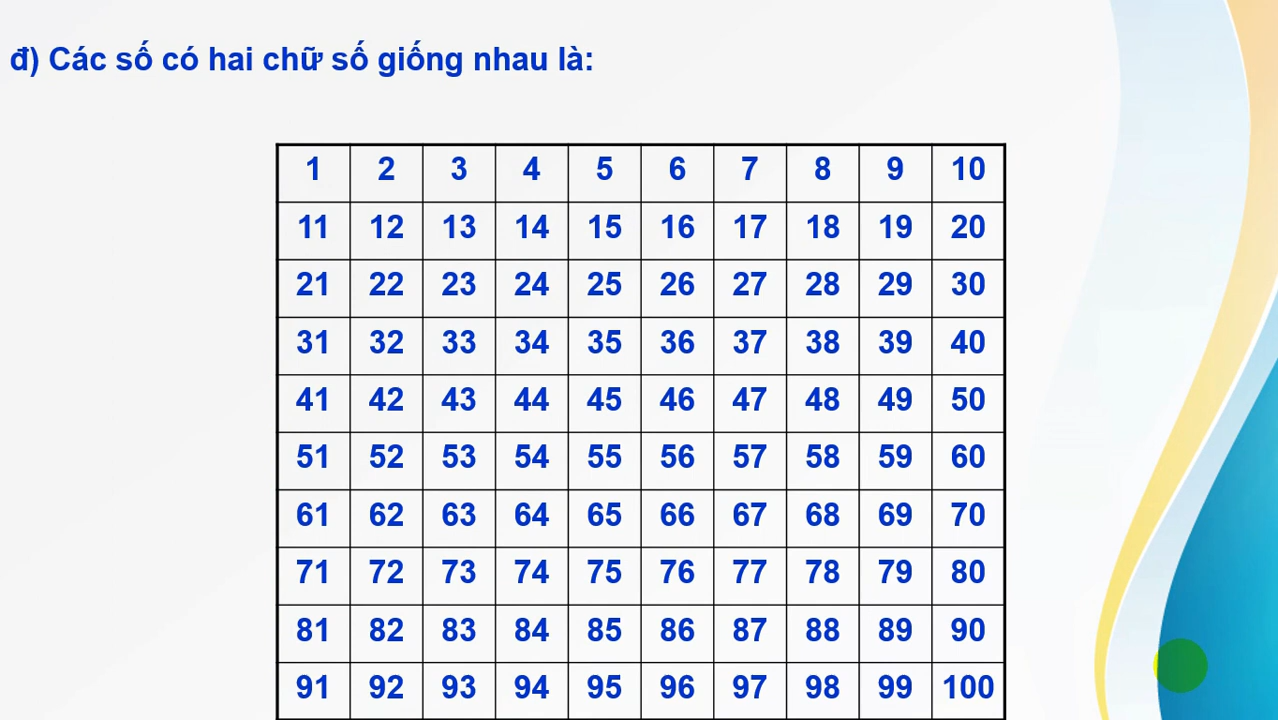 đ) Các số có hai chữ số giống nhau là:
1 2 3 4 5 6 7 8 9 10
11 12 13 14 15 16 17 18 19 20
21 22 23 24 25 26 27 28 29 30
31 32 33 34 35 36 37 38 39 40
41 42 43 44 45 46 47 48 49 50
51 52 53 54 55 56 57 58 59 60
61 62 63 64 65 66 67 68 69 70
71 72 73 74 75 76 77 78 79 80
81 82 83 84 85 86 87 88 89 90
91 92 93 94 95 96 97 98 99 100